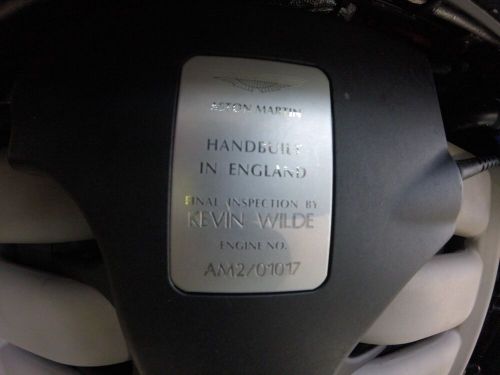 ASTON MARTIN
HANDBUILT
IN ENGLAND
FINAL INSPECTION BY
KEVIN WILDE
ENGINE NO.
AM2/01017